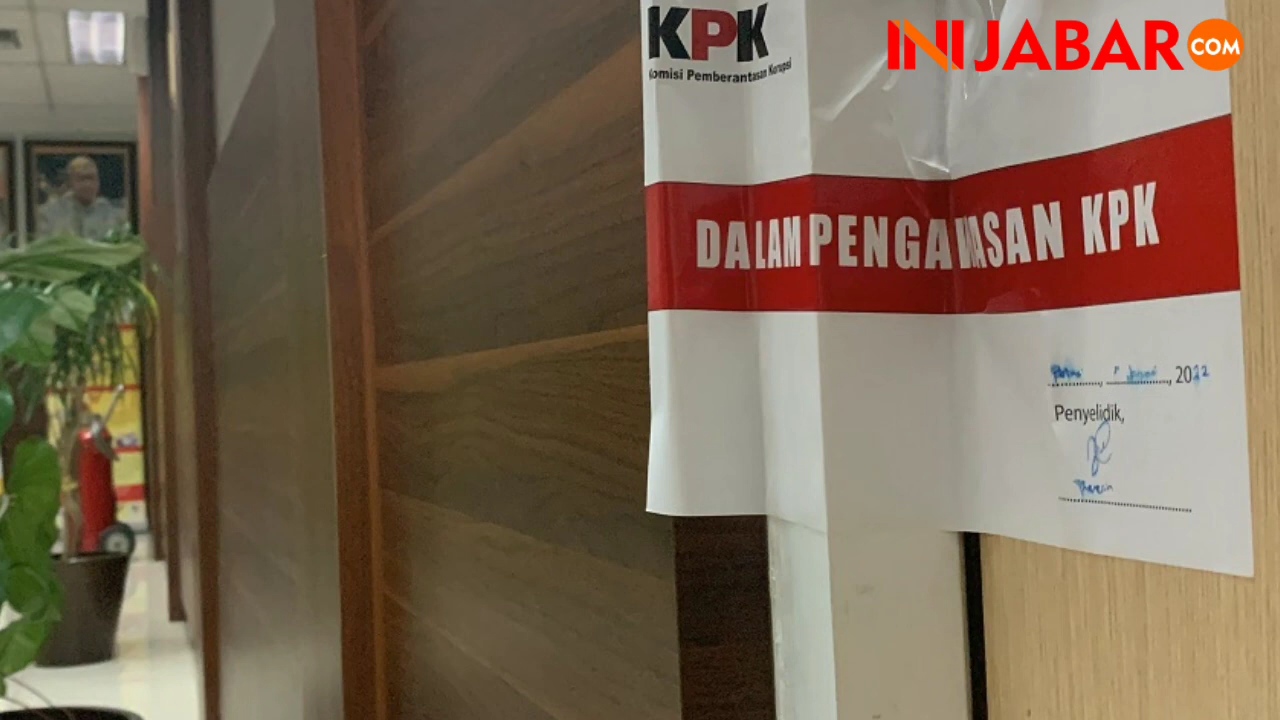 KPK
Komisi Pemberantasan Korupsi
INIJABAR COM
DALAM PENGAWASAN KPK
2022
Penyelidik,